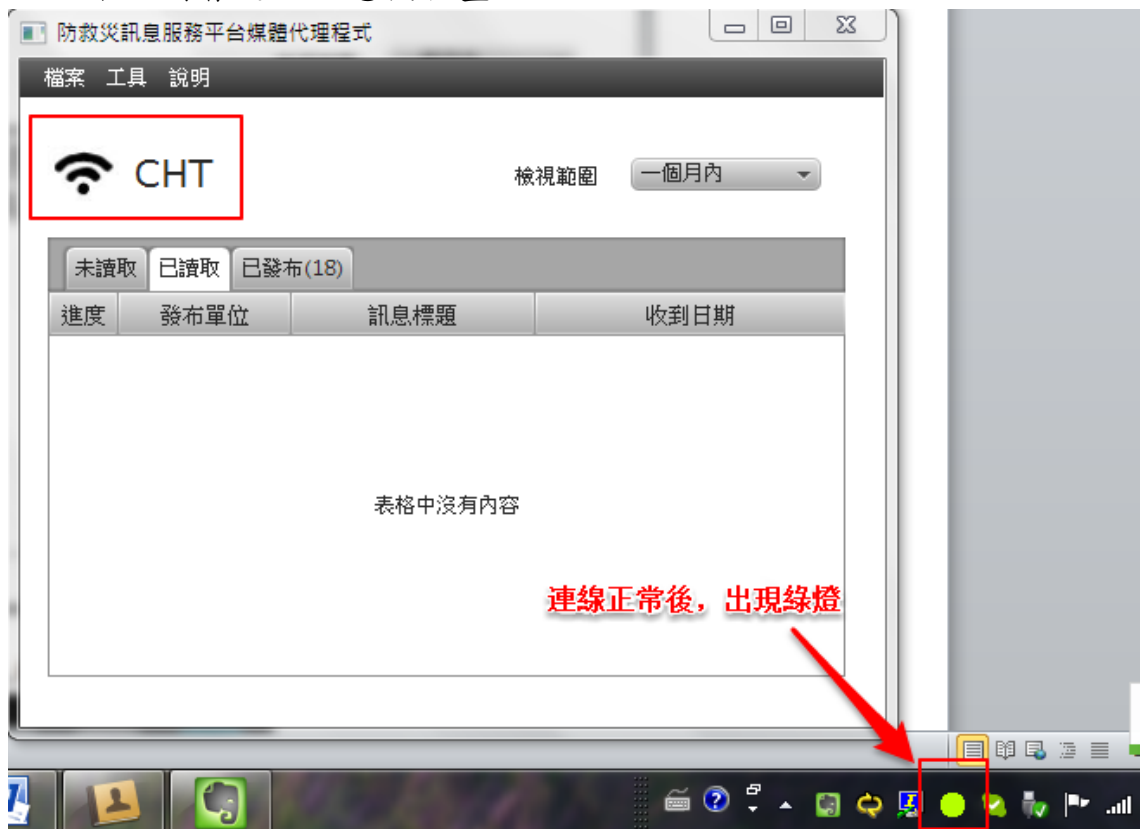 防救災訊息服務平台媒體代理程式
檔案 工具 說明
CHT
檢視範圍 一個月內
未讀取 已讀取 已發布(18)
進度 發布單位 訊息標題 收到日期
表格中沒有內容
連線正常後，出現綠燈